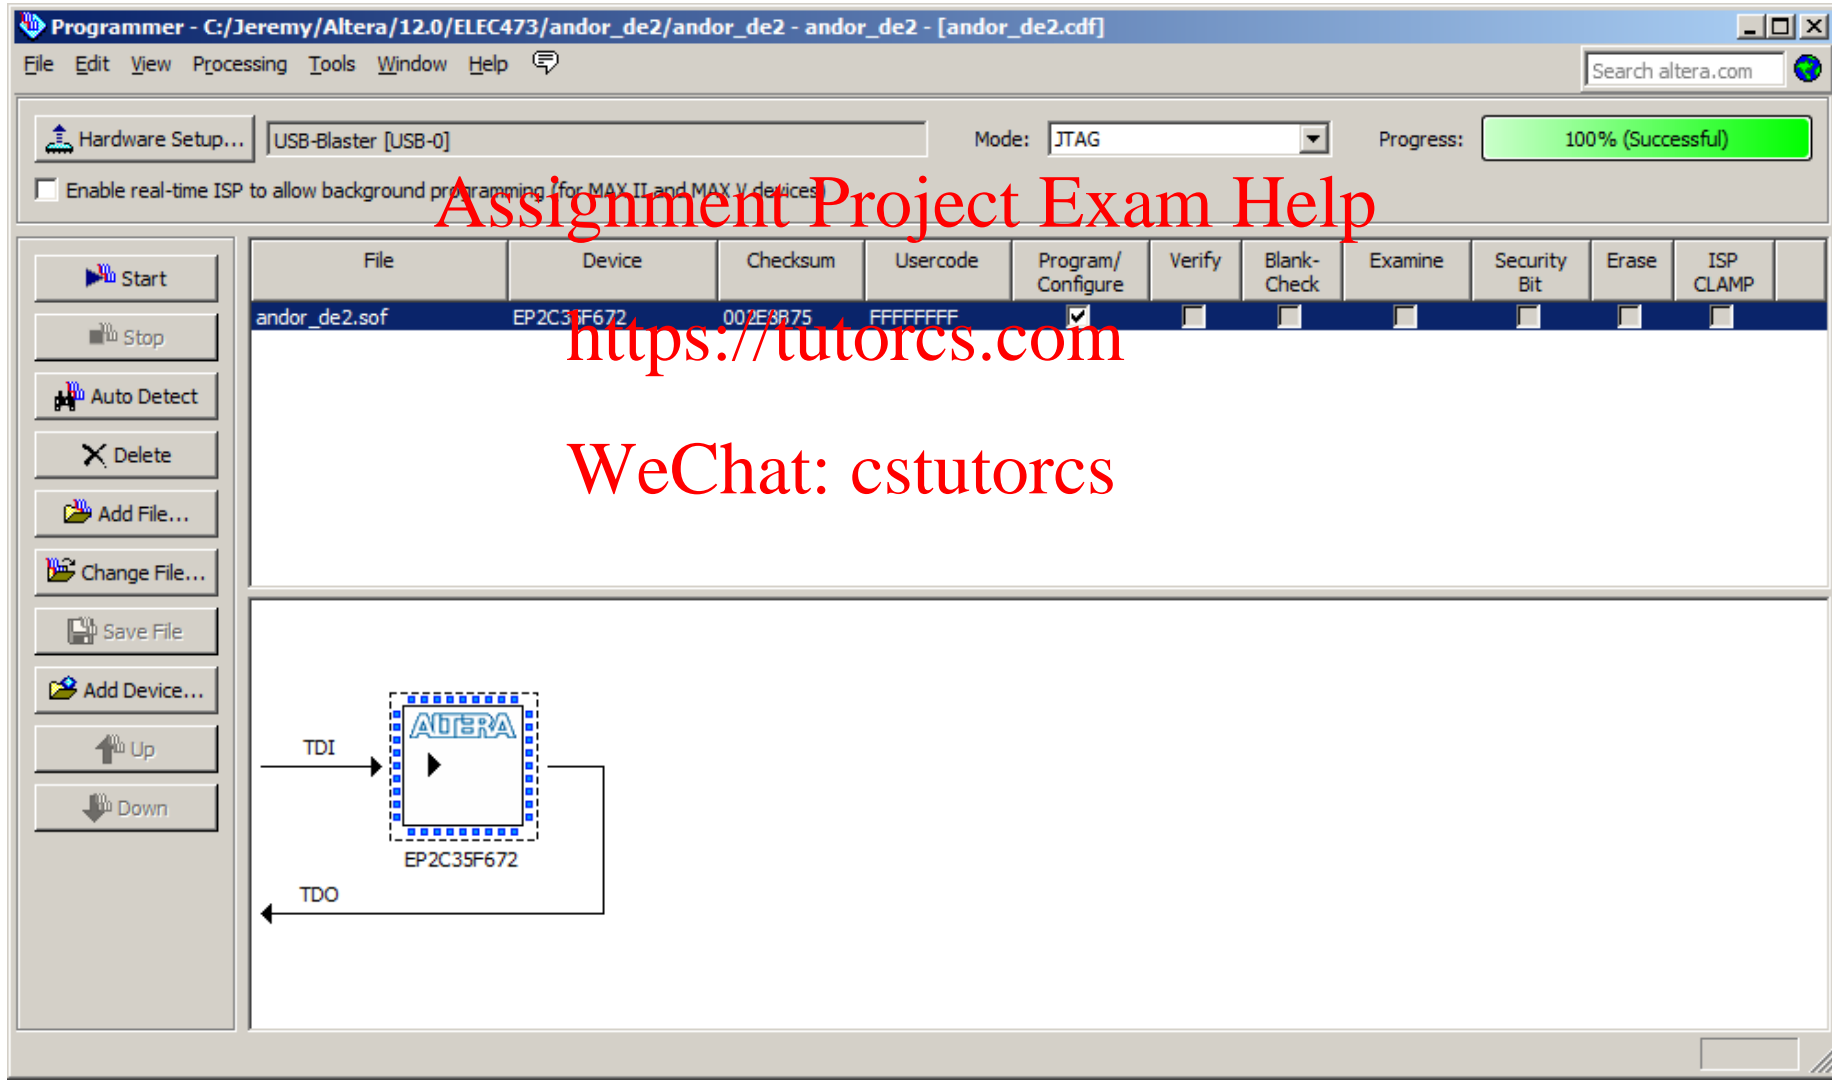 Programmer - C:/Jeremy/Altera/12.0/ELEC473/andor_de2/andor_de2 - andor_de2 - [andor_de2.cdf]
File Edit View Processing Tools Window Help
Search altera.com
Hardware Setup... USB-Blaster [USB-0] Mode: JTAG Progress: 100% (Successful)
Enable real-time ISP to allow background programming (for MAX II and MAX V devices)
Assignment Project Exam Help
File Device Checksum Usercode Program/ Configure Verify Blank- Check Examine Security Bit Erase ISP CLAMP
andor_de2.sof EP2C35F672 002E8B75 FFFFFFFF
https://tutorcs.com
WeChat: cstutorcs
Start
Stop
Auto Detect
Delete
Add File...
Change File...
Save File
Add Device...
Up
Down
ALTERA
TDI
EP2C35F672
TDO